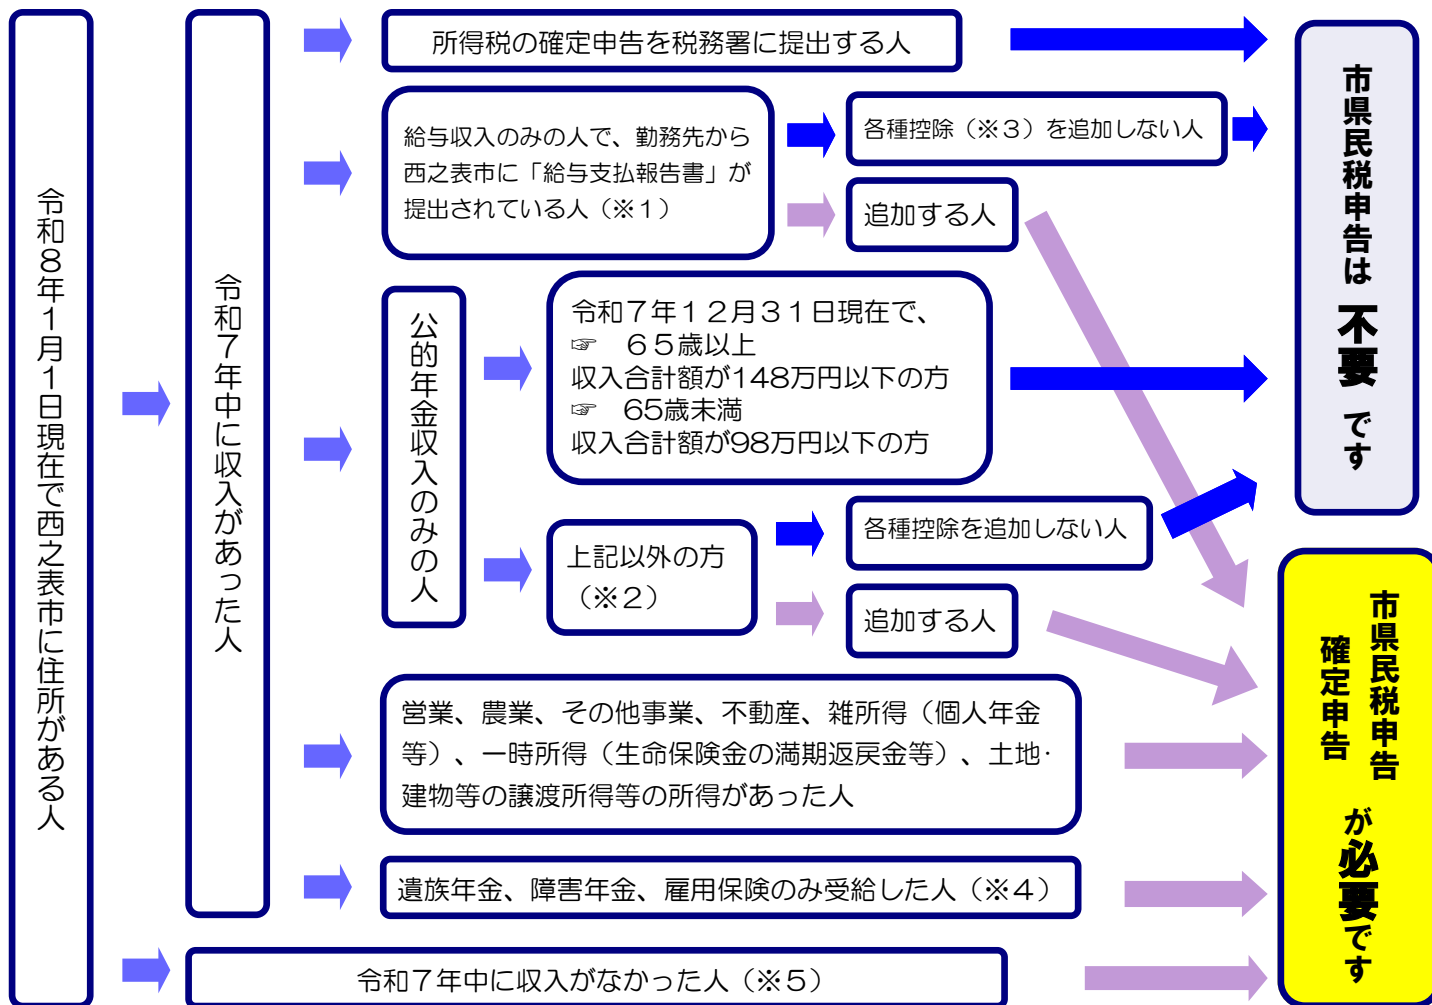 令和８年１月１日現在で西之表市に住所がある人
令和７年中に収入があった人
所得税の確定申告を税務署に提出する人
給与収入のみの人で、勤務先から
西之表市に「給与支払報告書」が
提出されている人（※１）
各種控除（※３）を追加しない人
追加する人
公的年金収入のみの人
令和７年１２月３１日現在で、
☞　６５歳以上
収入合計額が148万円以下の方
☞　65歳未満
収入合計額が98万円以下の方
上記以外の方
（※２）
各種控除を追加しない人
追加する人
営業、農業、その他事業、不動産、雑所得（個人年金
等）、一時所得（生命保険金の満期返戻金等）、土地・
建物等の譲渡所得等の所得があった人
遺族年金、障害年金、雇用保険のみ受給した人（※４）
令和７年中に収入がなかった人（※５）
市県民税申告は 不要 です
市県民税申告
確定申告
が必要です